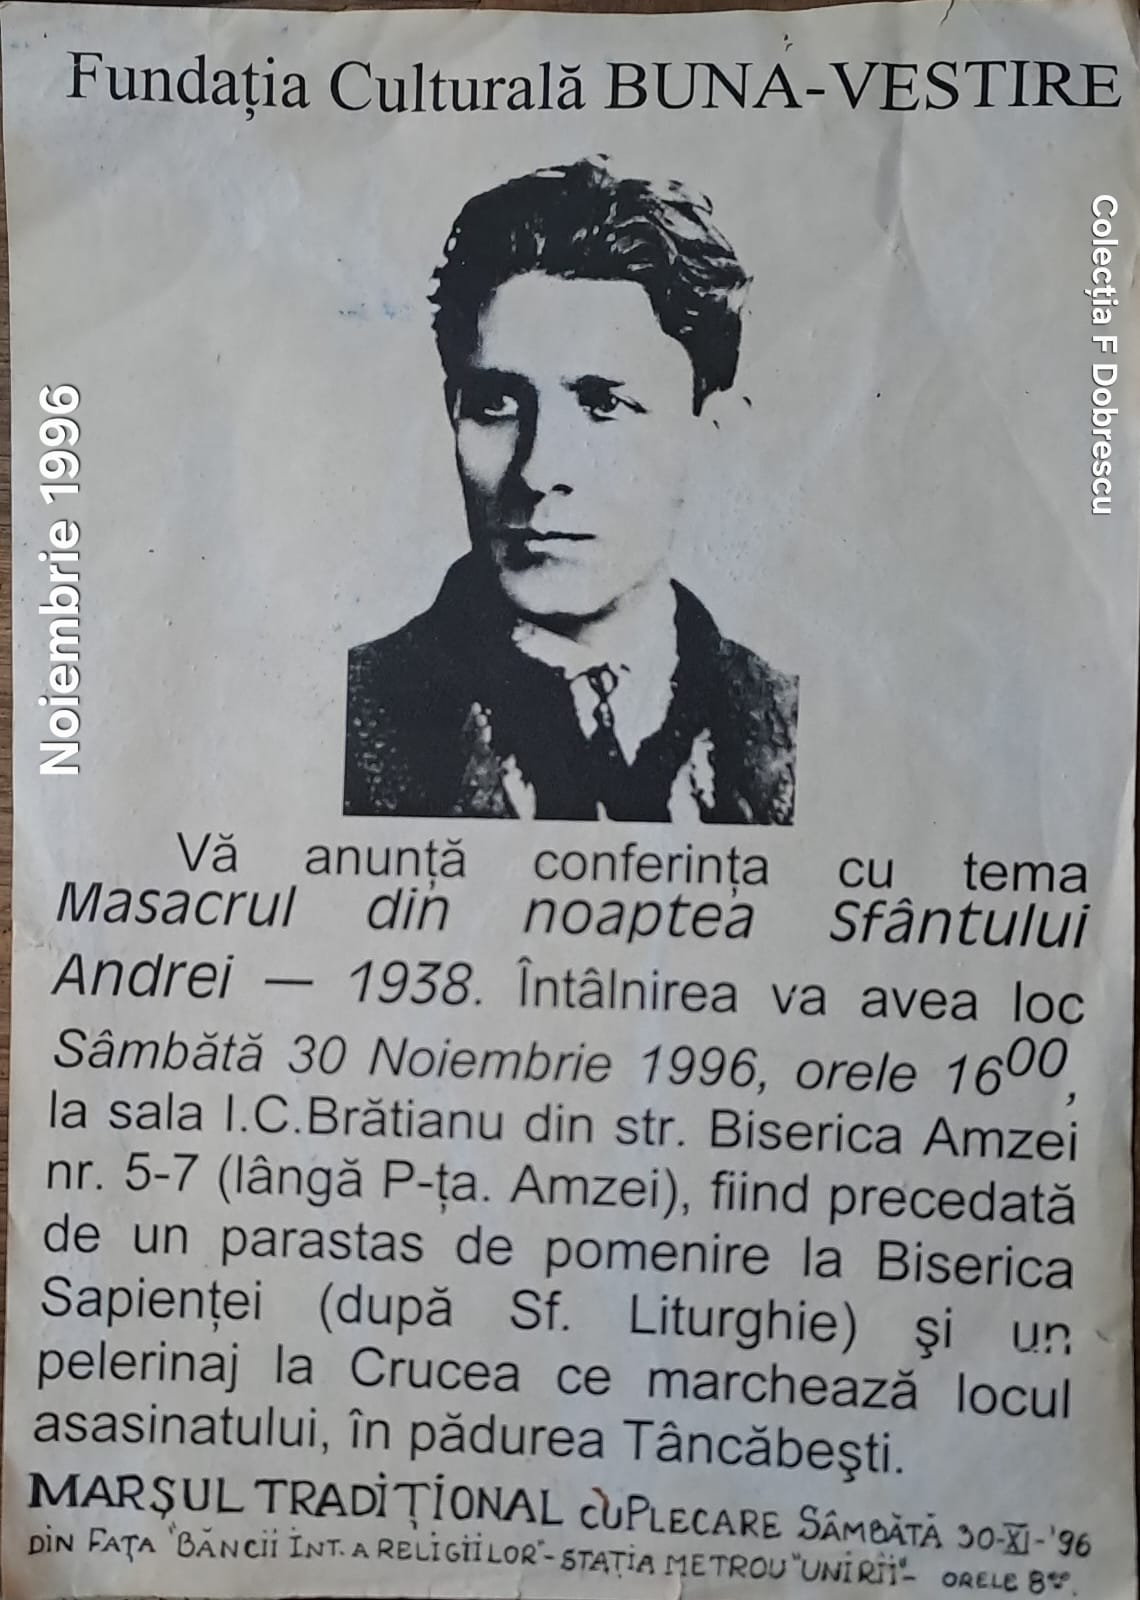 Fundația Culturală BUNA-VESTIRE
Colecția F Dobrescu
Noiembrie 1996
Vă anunță conferința cu tema
Masacrul din noaptea Sfântului
Andrei — 1938. Întâlnirea va avea loc
Sâmbătă 30 Noiembrie 1996, orele 16⁰⁰,
la sala I.C.Brătianu din str. Biserica Amzei
nr. 5-7 (lângă P-ța. Amzei), fiind precedată
de un parastas de pomenire la Biserica
Sapienței (după Sf. Liturghie) şi un
pelerinaj la Crucea ce marchează locul
asasinatului, în pădurea Tâncăbeşti.
MARŞUL TRADIȚIONAL CU PLECARE SÂMBĂTĂ 30-XI-'96
DIN FAȚA "BĂNCII INT. A RELIGIILOR"- STAȚIA METROU "UNIRII"- ORELE 8⁰⁰.